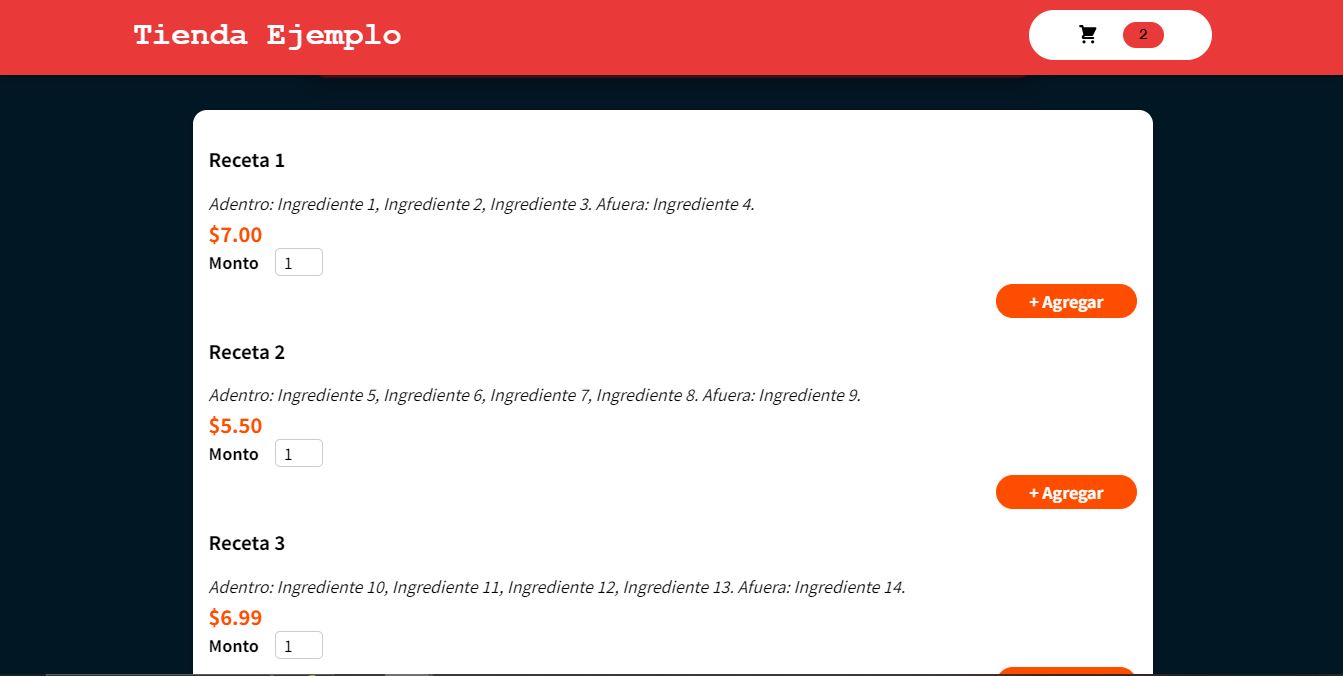 Tienda Ejemplo
2
Receta 1
Adentro: Ingrediente 1, Ingrediente 2, Ingrediente 3. Afuera: Ingrediente 4.
$7.00
Monto 1
+ Agregar
Receta 2
Adentro: Ingrediente 5, Ingrediente 6, Ingrediente 7, Ingrediente 8. Afuera: Ingrediente 9.
$5.50
Monto 1
+ Agregar
Receta 3
Adentro: Ingrediente 10, Ingrediente 11, Ingrediente 12, Ingrediente 13. Afuera: Ingrediente 14.
$6.99
Monto 1